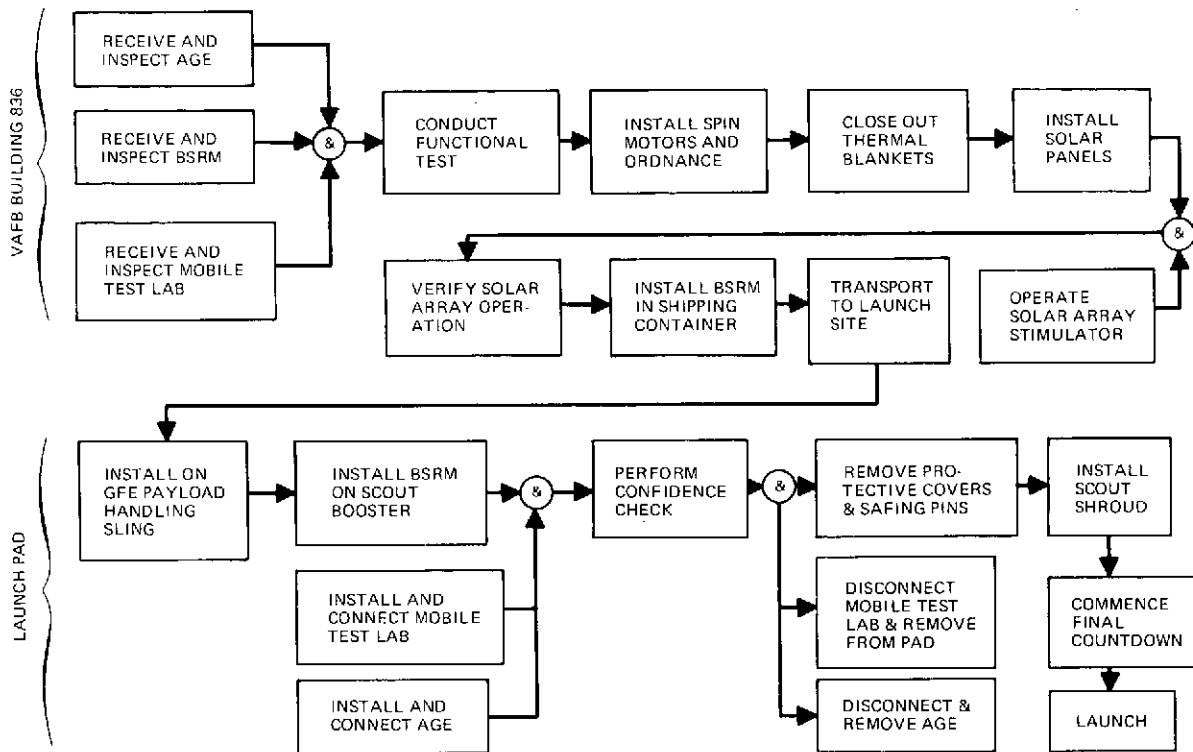 VAFB BUILDING 836
RECEIVE AND
INSPECT AGE
RECEIVE AND
INSPECT BSRM
RECEIVE AND
INSPECT MOBILE
TEST LAB
&
CONDUCT
FUNCTIONAL
TEST
INSTALL SPIN
MOTORS AND
ORDNANCE
CLOSE OUT
THERMAL
BLANKETS
INSTALL
SOLAR
PANELS
&
OPERATE
SOLAR ARRAY
STIMULATOR
VERIFY SOLAR
ARRAY OPER-
ATION
INSTALL BSRM
IN SHIPPING
CONTAINER
TRANSPORT
TO LAUNCH
SITE
LAUNCH PAD
INSTALL ON
GFE PAYLOAD
HANDLING
SLING
INSTALL BSRM
ON SCOUT
BOOSTER
INSTALL AND
CONNECT MOBILE
TEST LAB
INSTALL AND
CONNECT AGE
&
PERFORM
CONFIDENCE
CHECK
&
REMOVE PRO-
TECTIVE COVERS
& SAFING PINS
DISCONNECT
MOBILE TEST
LAB & REMOVE
FROM PAD
DISCONNECT &
REMOVE AGE
INSTALL
SCOUT
SHROUD
COMMENCE
FINAL
COUNTDOWN
LAUNCH